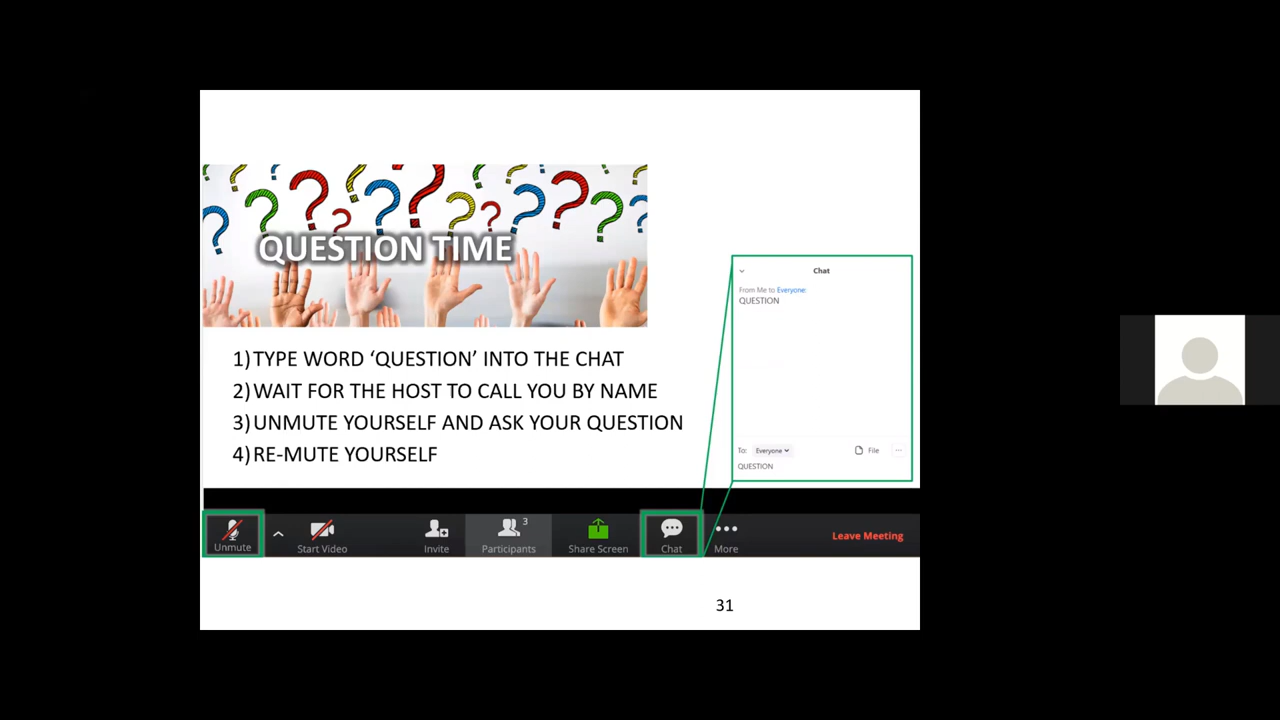 QUESTION TIME
Chat
From Me to Everyone:
QUESTION
1) TYPE WORD ‘QUESTION’ INTO THE CHAT
2) WAIT FOR THE HOST TO CALL YOU BY NAME
3) UNMUTE YOURSELF AND ASK YOUR QUESTION
4) RE-MUTE YOURSELF
To: Everyone File ...
QUESTION
3
Unmute Start Video Invite Participants Share Screen Chat More Leave Meeting
31